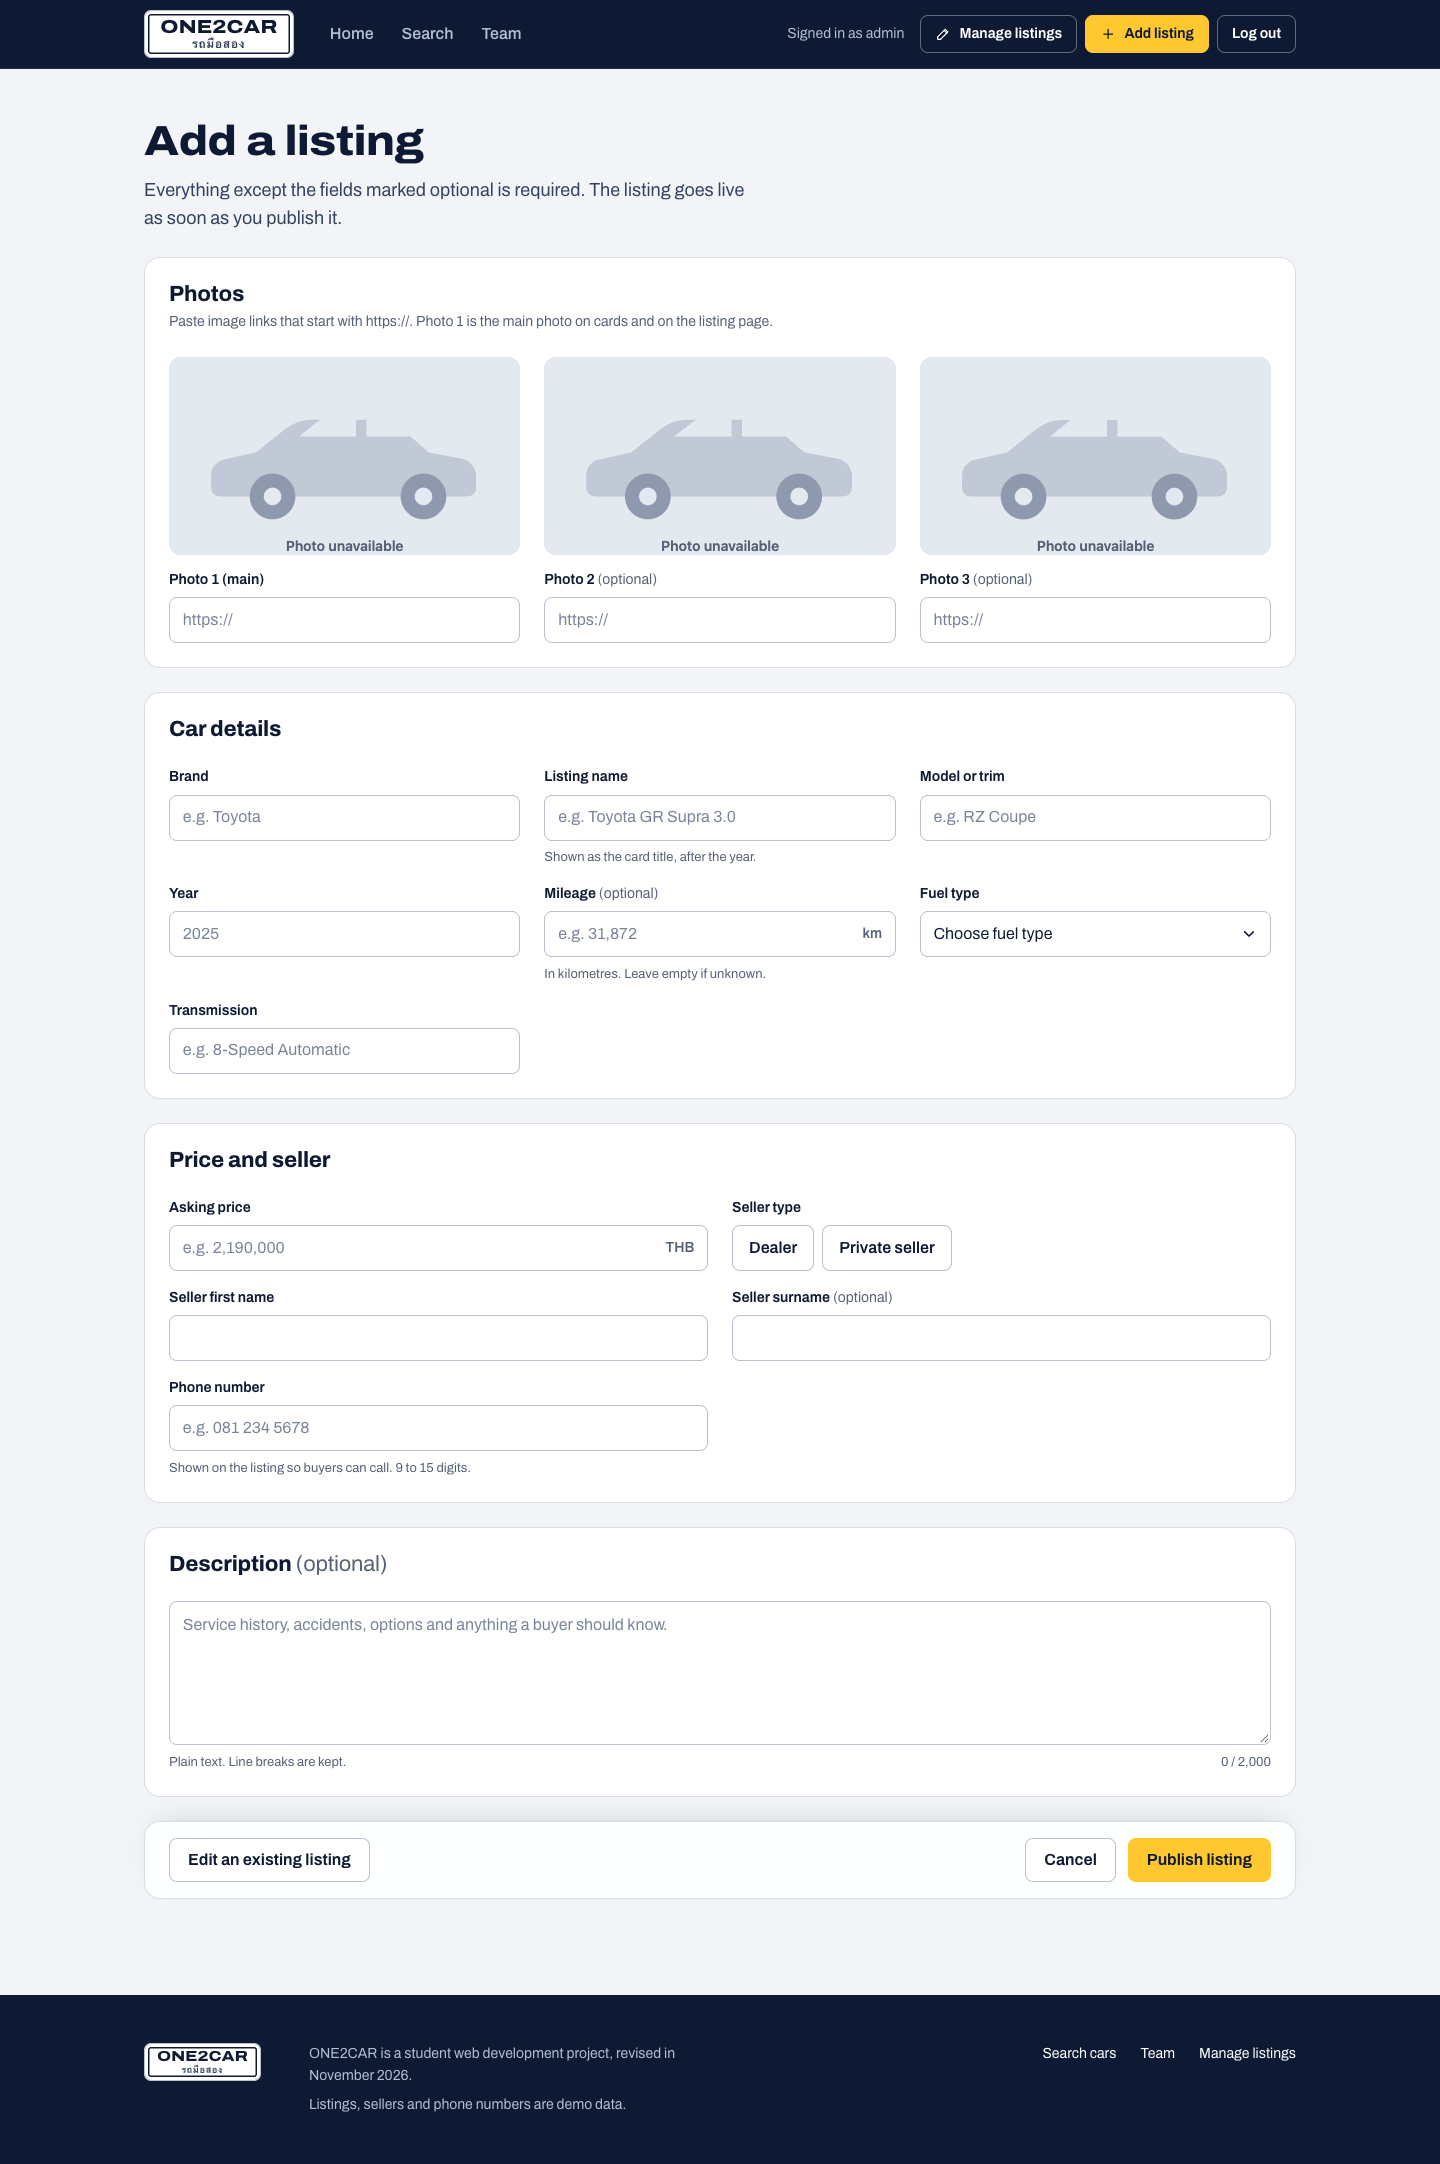 ONE2CAR
รถมือสอง
Home Search Team Signed in as admin Manage listings Add listing Log out
Add a listing
Everything except the fields marked optional is required. The listing goes live
as soon as you publish it.
Photos
Paste image links that start with https://. Photo 1 is the main photo on cards and on the listing page.
Photo unavailable Photo unavailable Photo unavailable
Photo 1 (main) Photo 2 (optional) Photo 3 (optional)
https:// https:// https://
Car details
Brand Listing name Model or trim
e.g. Toyota e.g. Toyota GR Supra 3.0 e.g. RZ Coupe
Shown as the card title, after the year.
Year Mileage (optional) Fuel type
2025 e.g. 31,872 km Choose fuel type
In kilometres. Leave empty if unknown.
Transmission
e.g. 8-Speed Automatic
Price and seller
Asking price Seller type
e.g. 2,190,000 THB Dealer Private seller
Seller first name Seller surname (optional)
Phone number
e.g. 081 234 5678
Shown on the listing so buyers can call. 9 to 15 digits.
Description (optional)
Service history, accidents, options and anything a buyer should know.
Plain text. Line breaks are kept. 0 / 2,000
Edit an existing listing Cancel Publish listing
ONE2CAR
รถมือสอง
ONE2CAR is a student web development project, revised in
November 2026.
Listings, sellers and phone numbers are demo data.
Search cars Team Manage listings